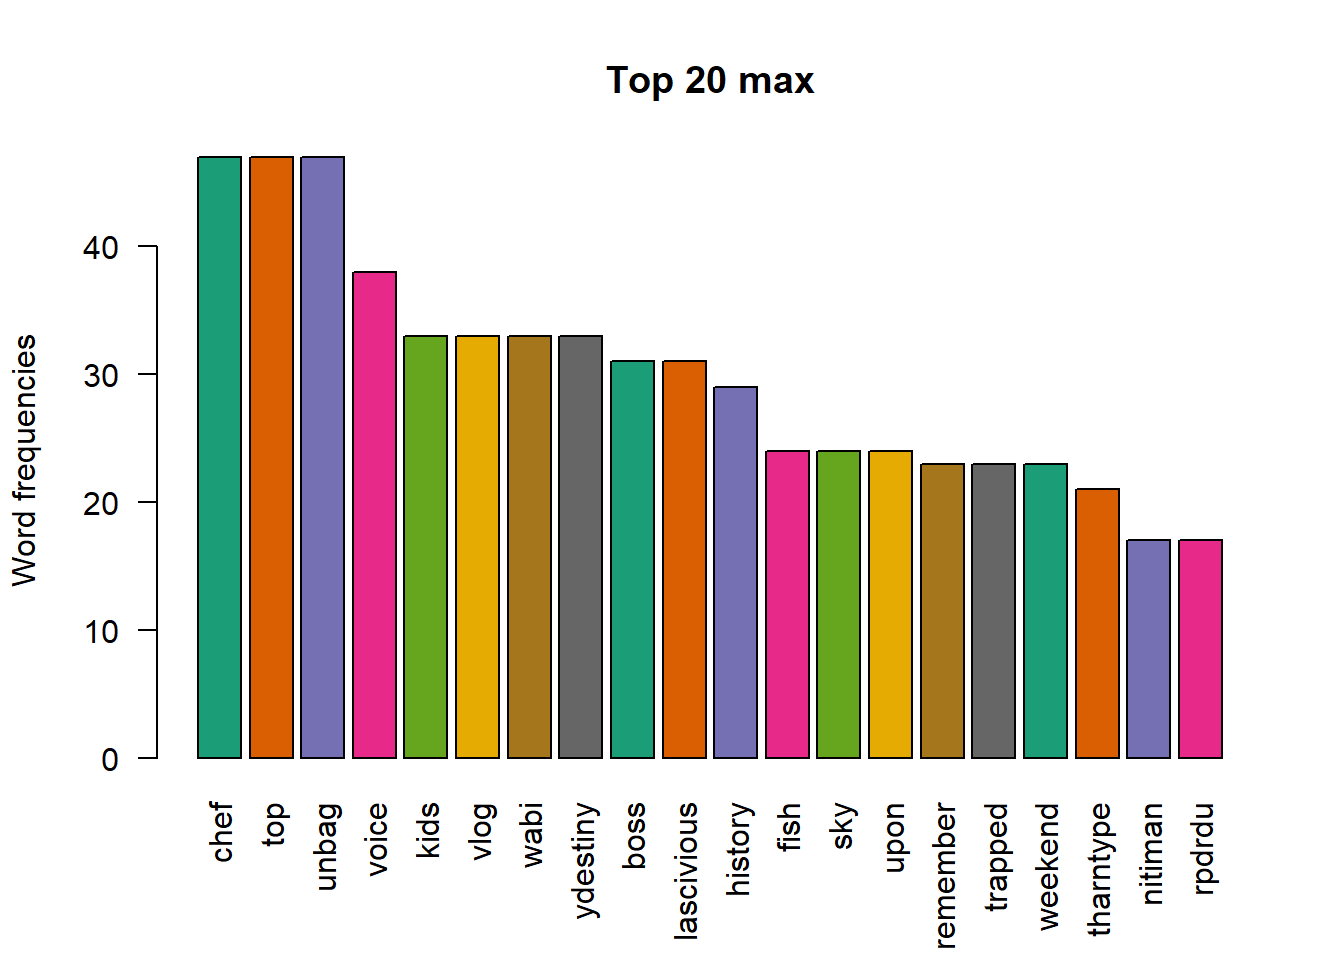 Top 20 max
Word frequencies
40
30
20
10
0
chef
top
unbag
voice
kids
vlog
wabi
ydestiny
boss
lascivious
history
fish
sky
upon
remember
trapped
weekend
tharntype
nitiman
rpdrdu